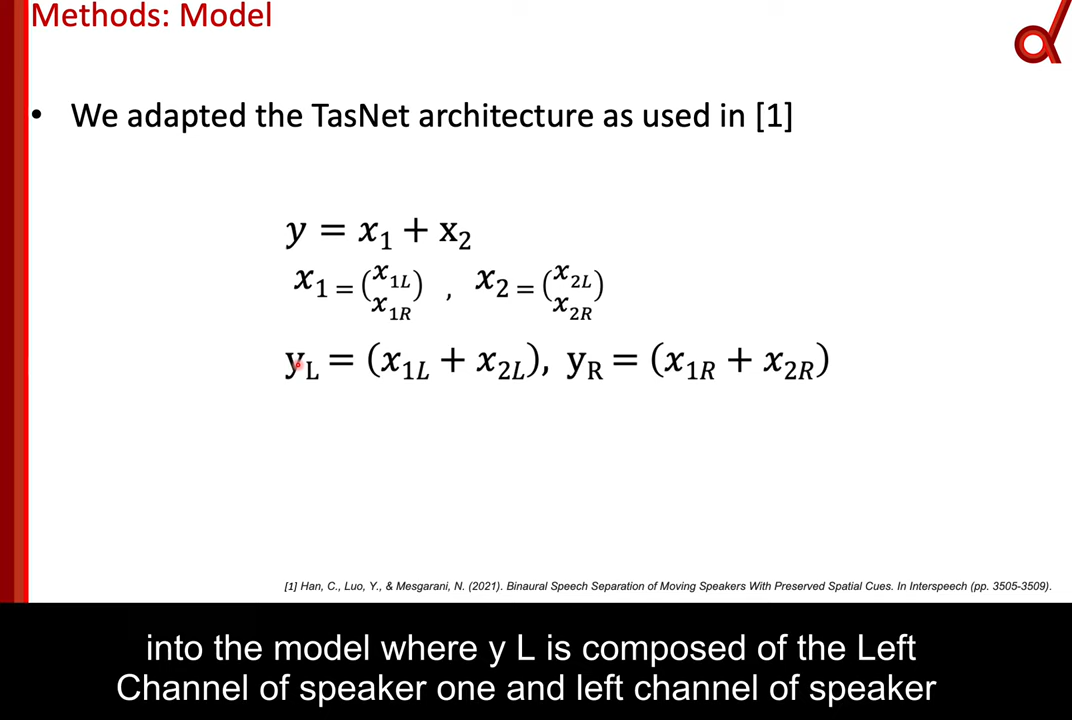 Methods: Model
• We adapted the TasNet architecture as used in [1]
y = x₁ + x₂
x₁ = (x₁L x₁R) , x₂ = (x₂L x₂R)
yL = (x₁L + x₂L), yR = (x₁R + x₂R)
[1] Han, C., Luo, Y., & Mesgarani, N. (2021). Binaural Speech Separation of Moving Speakers With Preserved Spatial Cues. In Interspeech (pp. 3505-3509).
into the model where y L is composed of the Left
Channel of speaker one and left channel of speaker